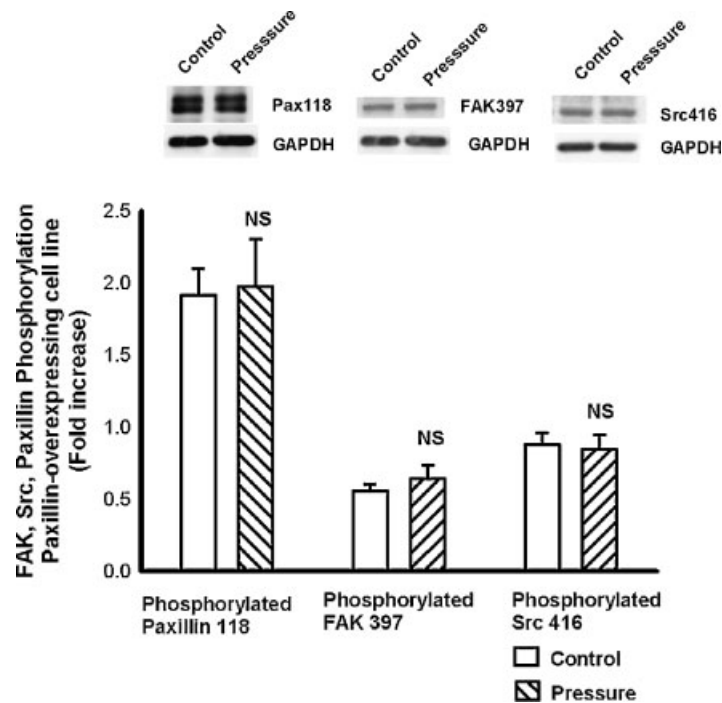 Control Presssure
Pax118
GAPDH
Control Presssure
FAK397
GAPDH
Control Presssure
Src416
GAPDH
FAK, Src, Paxillin Phosphorylation
Paxillin-overexpressing cell line
(Fold increase)
2.5
2.0
1.5
1.0
0.5
0.0
NS
NS
NS
Phosphorylated
Paxillin 118
Phosphorylated
FAK 397
Phosphorylated
Src 416
Control
Pressure